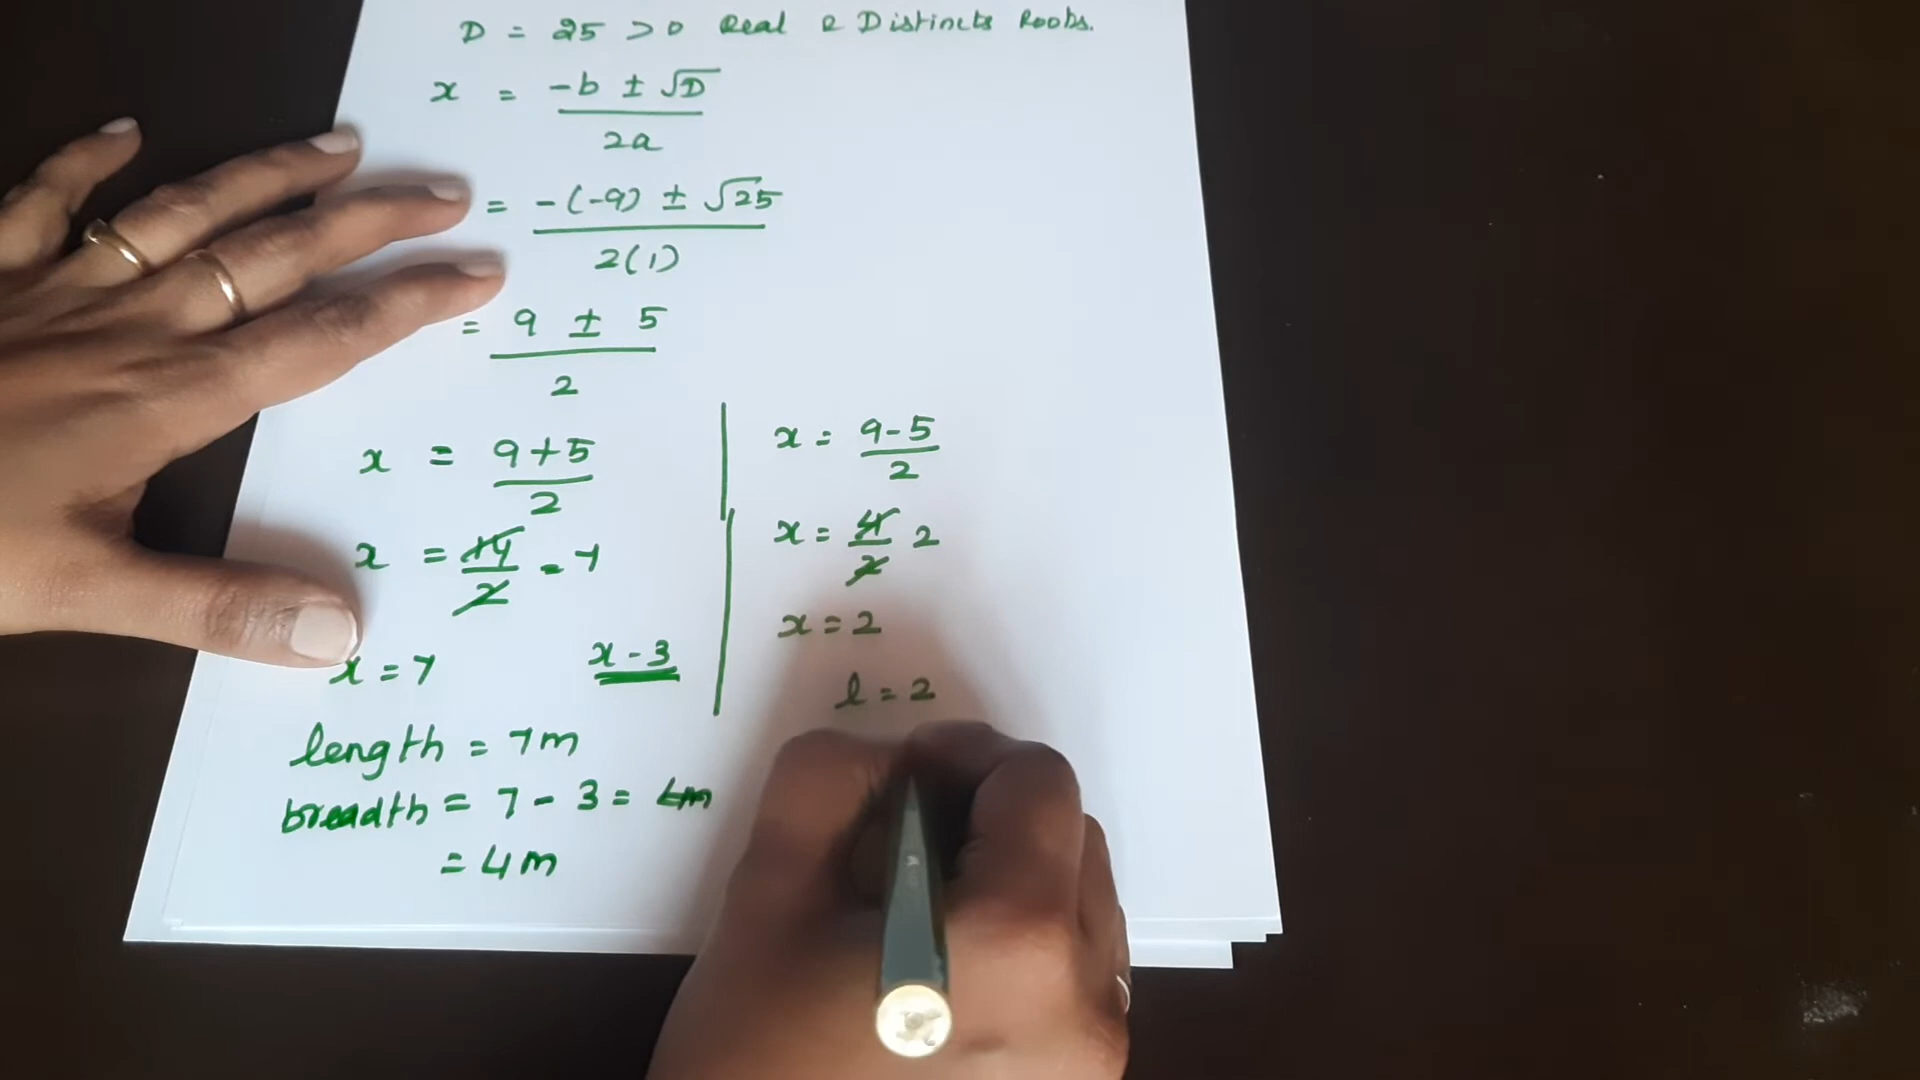 D = 25 > 0 Real & Distincts Roots.
x = -b ± √D
2a
= -(-9) ± √25
2(1)
= 9 ± 5
2
x = 9+5
2
x = 14 = 7
2
x = 7
x - 3
length = 7m
breadth = 7 - 3 = 4m
= 4m
x = 9-5
2
x = 4 2
2
x = 2
l = 2